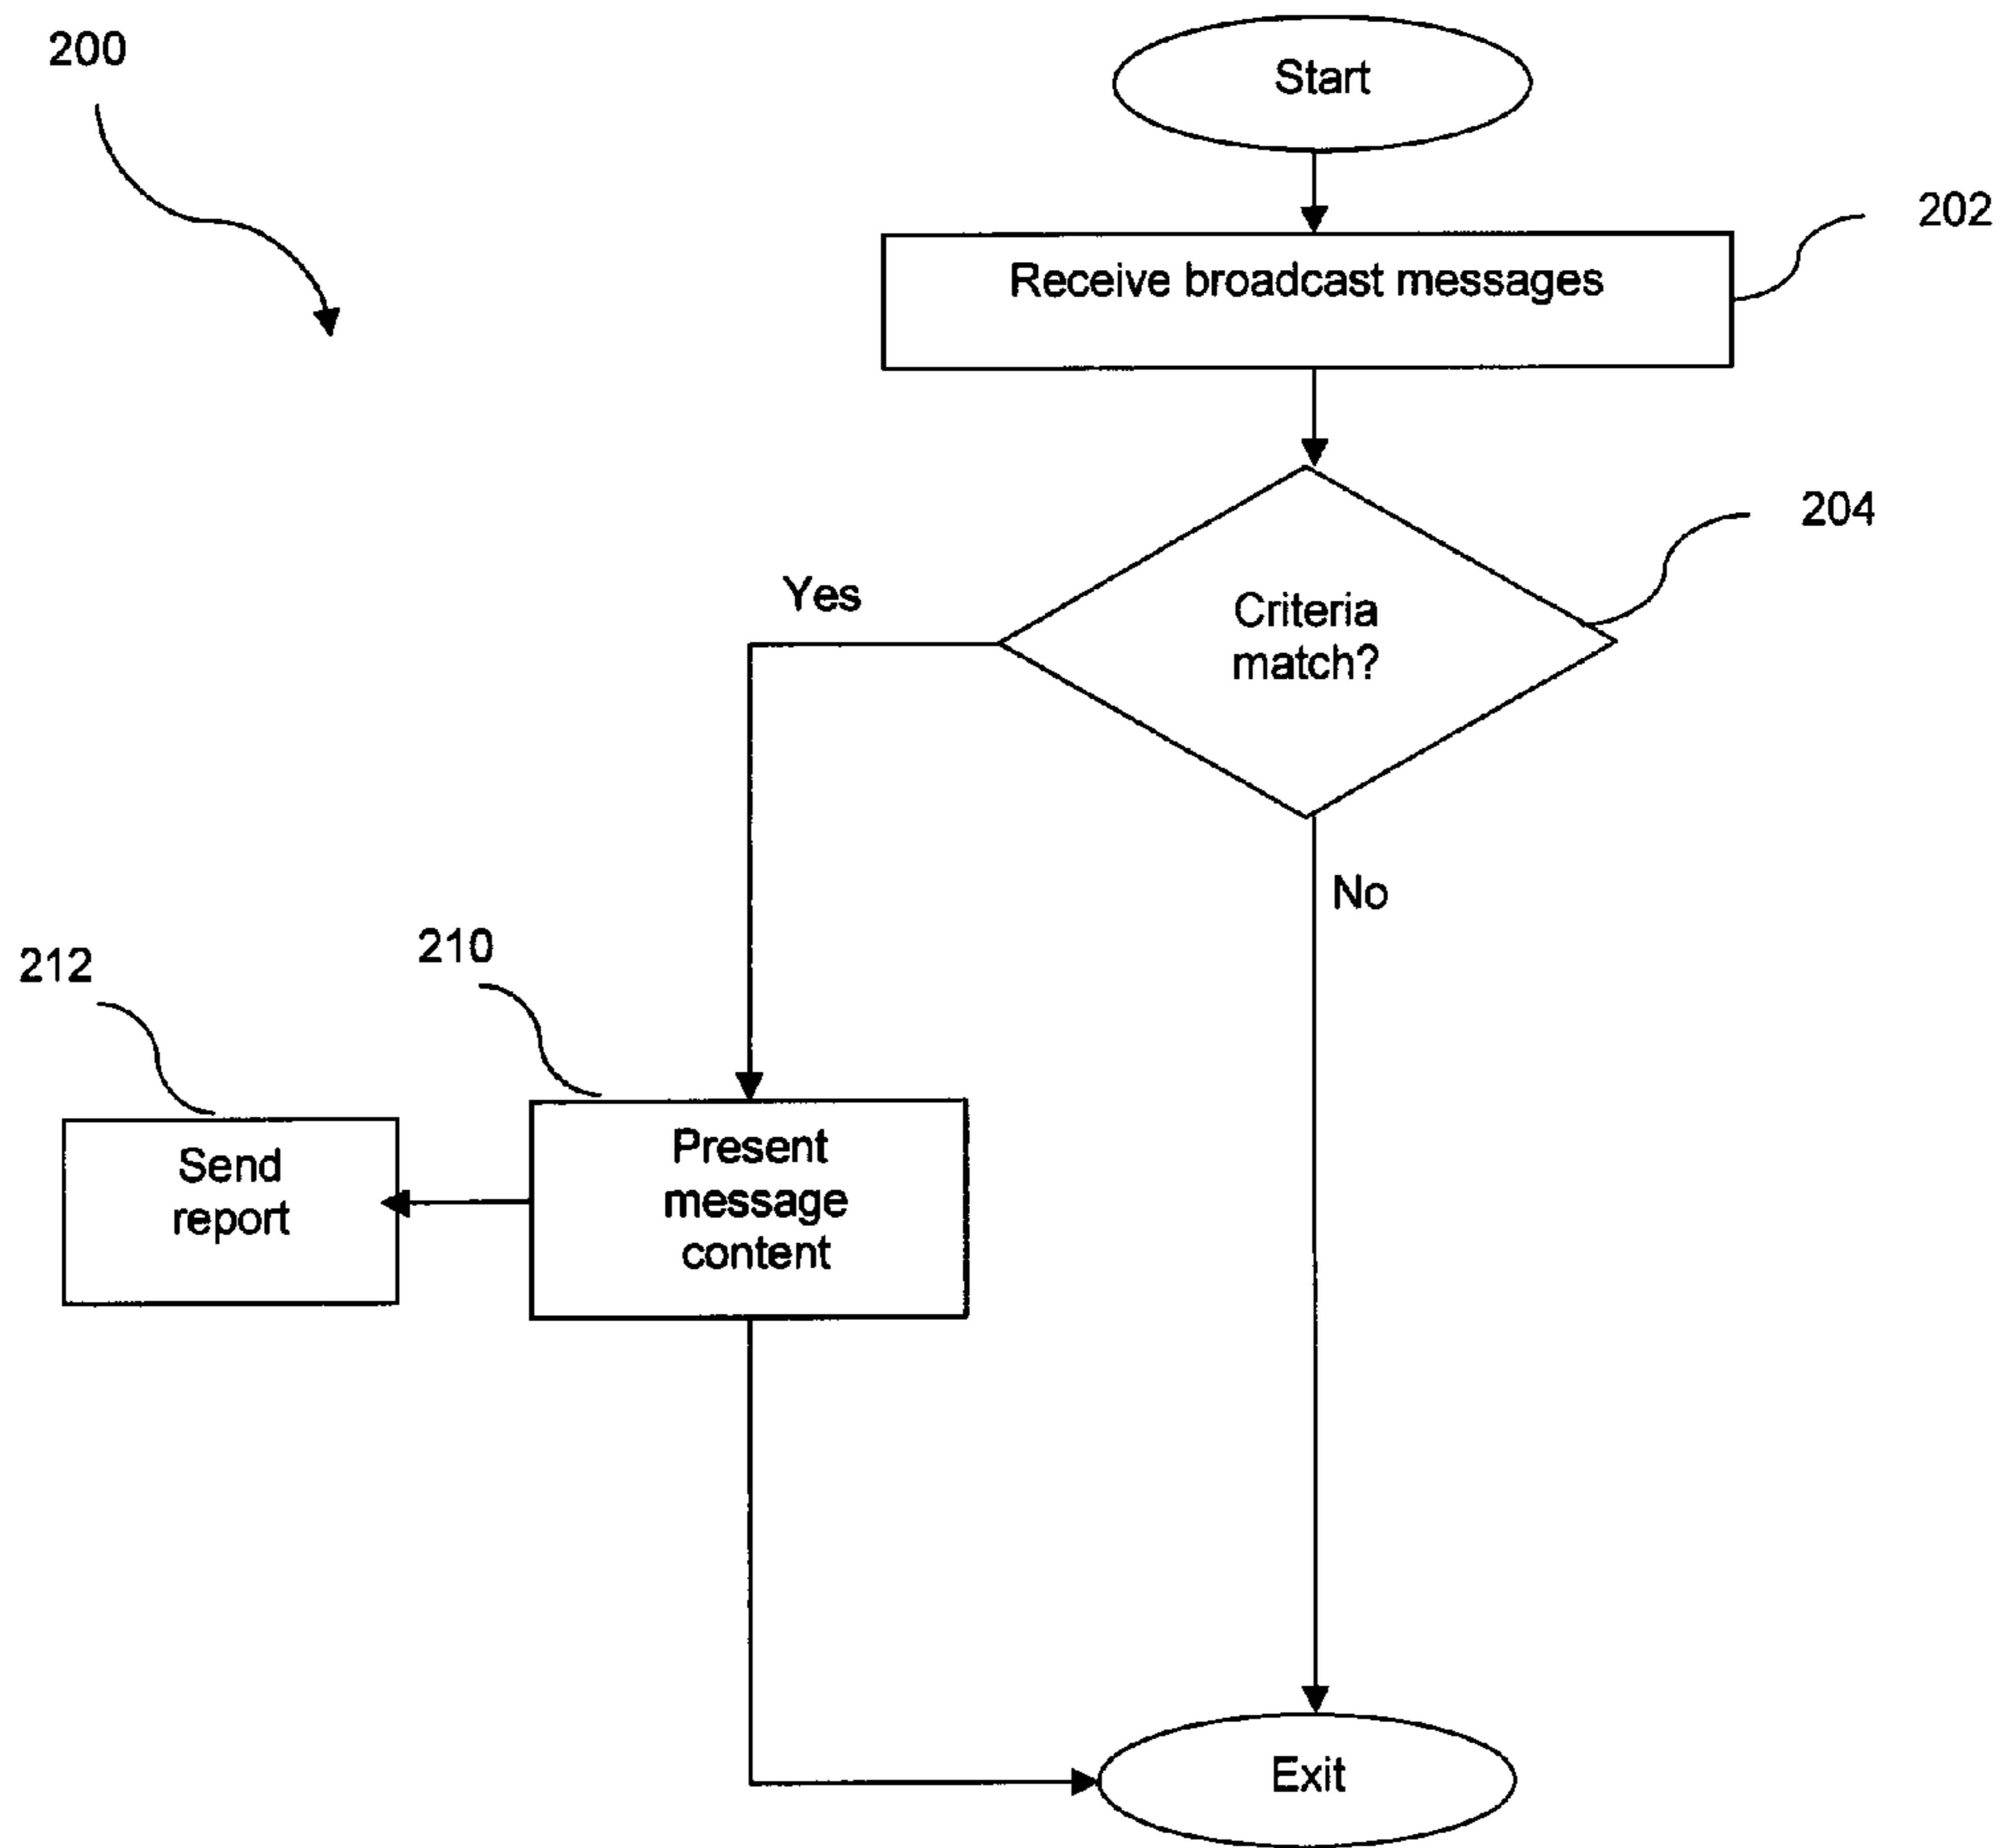 200
Start
202
Receive broadcast messages
204
Yes
Criteria
match?
No
212
210
Send
report
Present
message
content
Exit